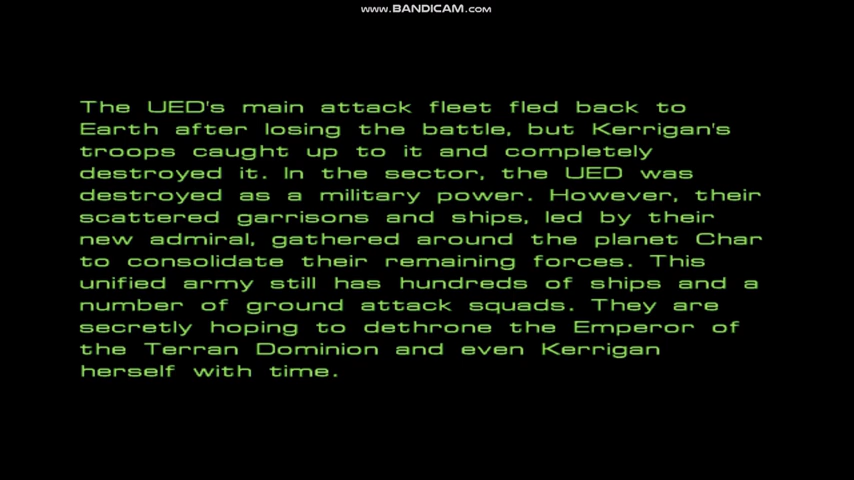 www.BANDICAM.com
The UED's main attack fleet fled back to
Earth after losing the battle, but Kerrigan's
troops caught up to it and completely
destroyed it. In the sector, the UED was
destroyed as a military power. However, their
scattered garrisons and ships, led by their
new admiral, gathered around the planet Char
to consolidate their remaining forces. This
unified army still has hundreds of ships and a
number of ground attack squads. They are
secretly hoping to dethrone the Emperor of
the Terran Dominion and even Kerrigan
herself with time.